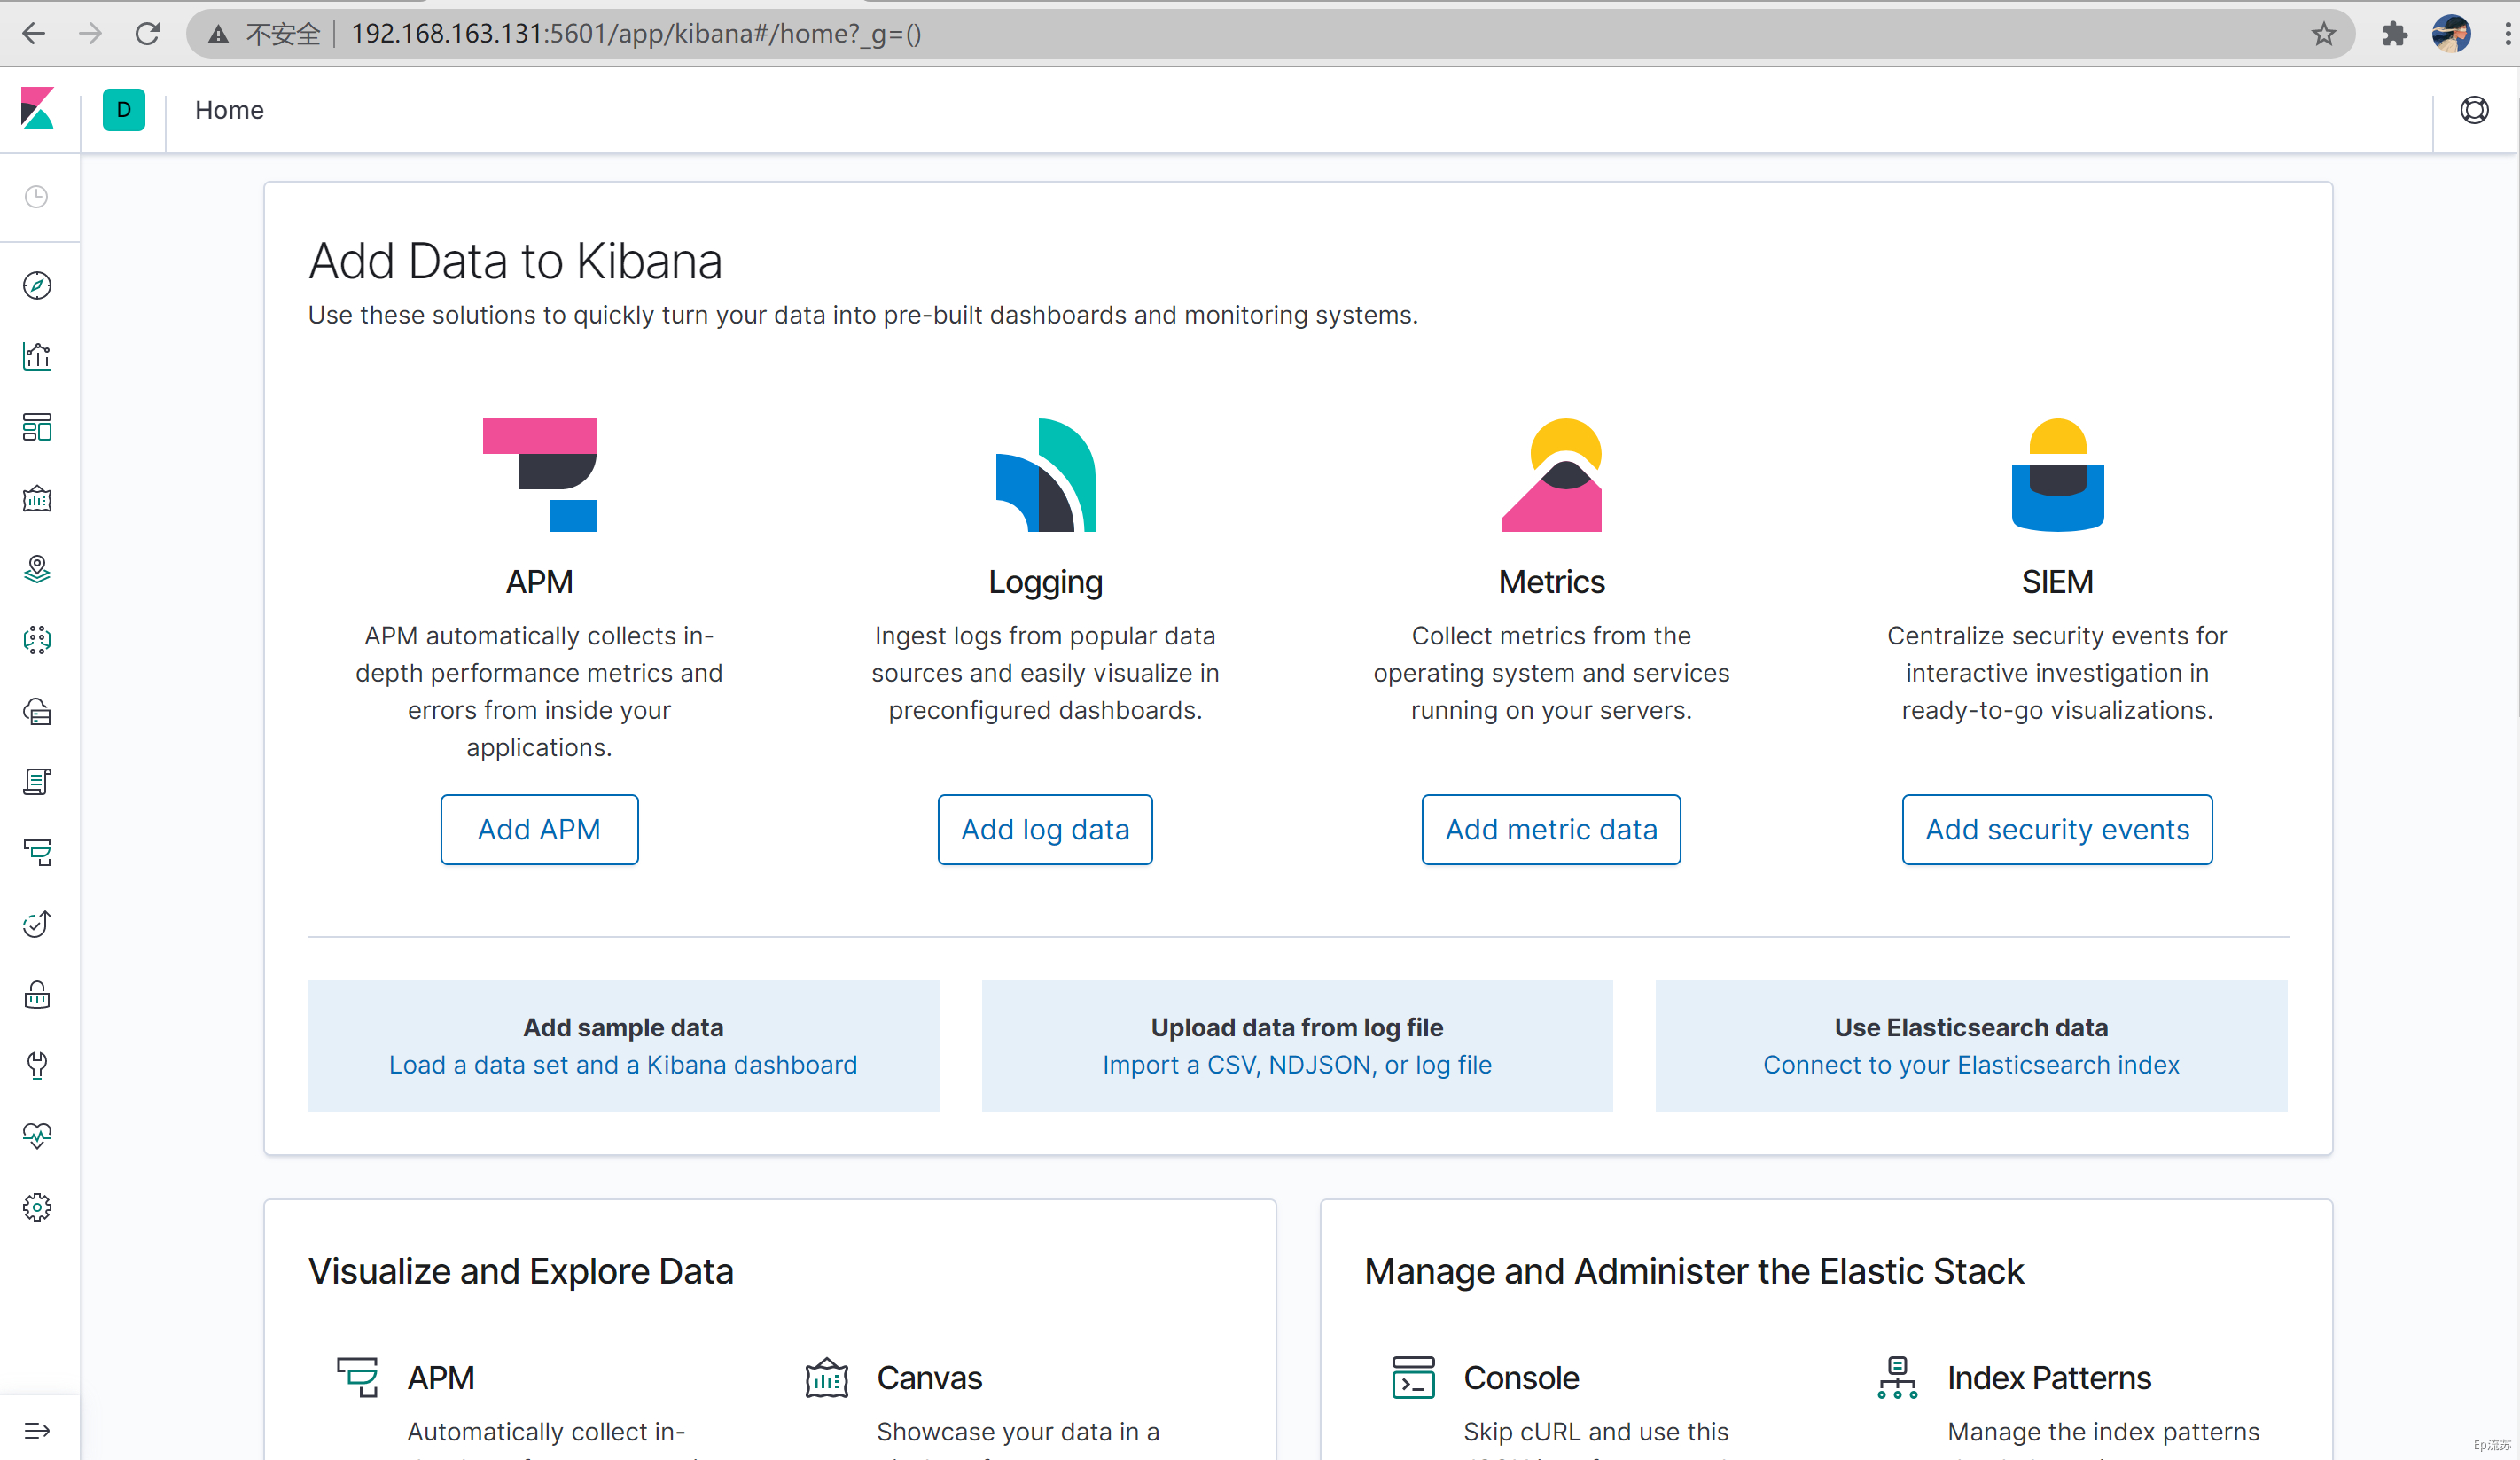 不安全 192.168.163.131:5601/app/kibana#/home?_g=()
D Home
Add Data to Kibana
Use these solutions to quickly turn your data into pre-built dashboards and monitoring systems.
APM
APM automatically collects in-
depth performance metrics and
errors from inside your
applications.
Add APM
Logging
Ingest logs from popular data
sources and easily visualize in
preconfigured dashboards.
Add log data
Metrics
Collect metrics from the
operating system and services
running on your servers.
Add metric data
SIEM
Centralize security events for
interactive investigation in
ready-to-go visualizations.
Add security events
Add sample data
Load a data set and a Kibana dashboard
Upload data from log file
Import a CSV, NDJSON, or log file
Use Elasticsearch data
Connect to your Elasticsearch index
Visualize and Explore Data
APM
Automatically collect in-
Canvas
Showcase your data in a
Manage and Administer the Elastic Stack
Console
Skip cURL and use this
Index Patterns
Manage the index patterns
Ep流苏